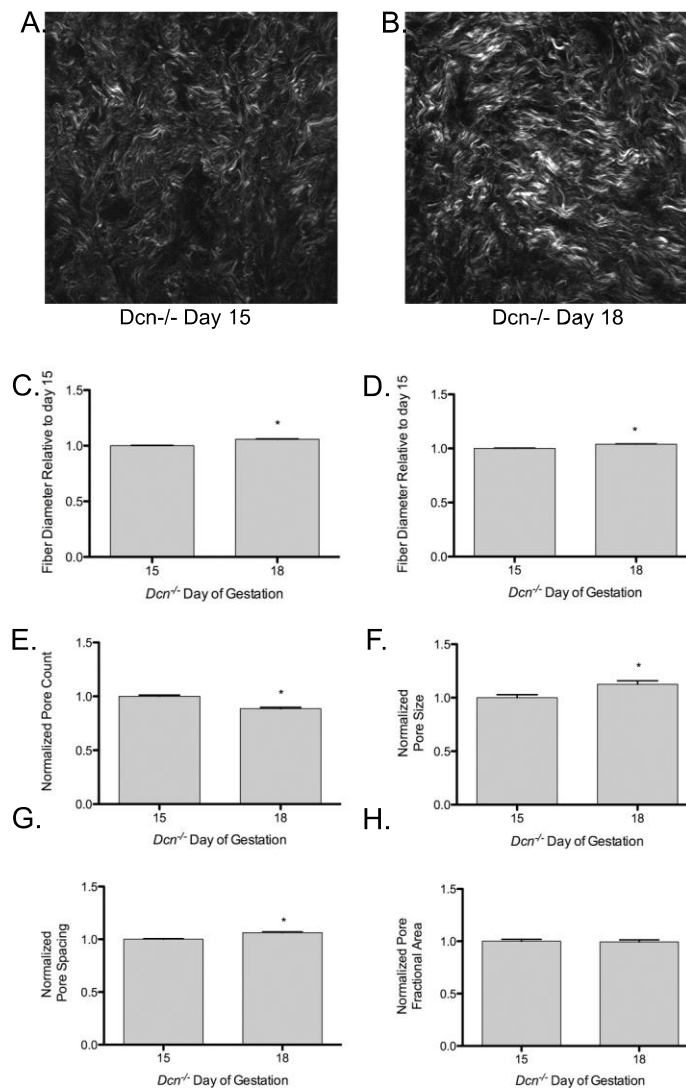 A.
B.
Dcn-/- Day 15
Dcn-/- Day 18
C.
Fiber Diameter Relative to day 15
1.5
1.0
0.5
0.0
*
15
18
Dcn-/- Day of Gestation
D.
Fiber Diameter Relative to day 15
1.5
1.0
0.5
0.0
*
15
18
Dcn-/- Day of Gestation
E.
Normalized Pore Count
1.5
1.0
0.5
0.0
*
15
18
Dcn-/- Day of Gestation
F.
Normalized
Pore Size
1.5
1.0
0.5
0.0
*
15
18
Dcn-/- Day of Gestation
G.
Normalized
Pore Spacing
1.5
1.0
0.5
0.0
*
15
18
Dcn-/- Day of Gestation
H.
Normalized Pore
Fractional Area
1.5
1.0
0.5
0.0
15
18
Dcn-/- Day of Gestation